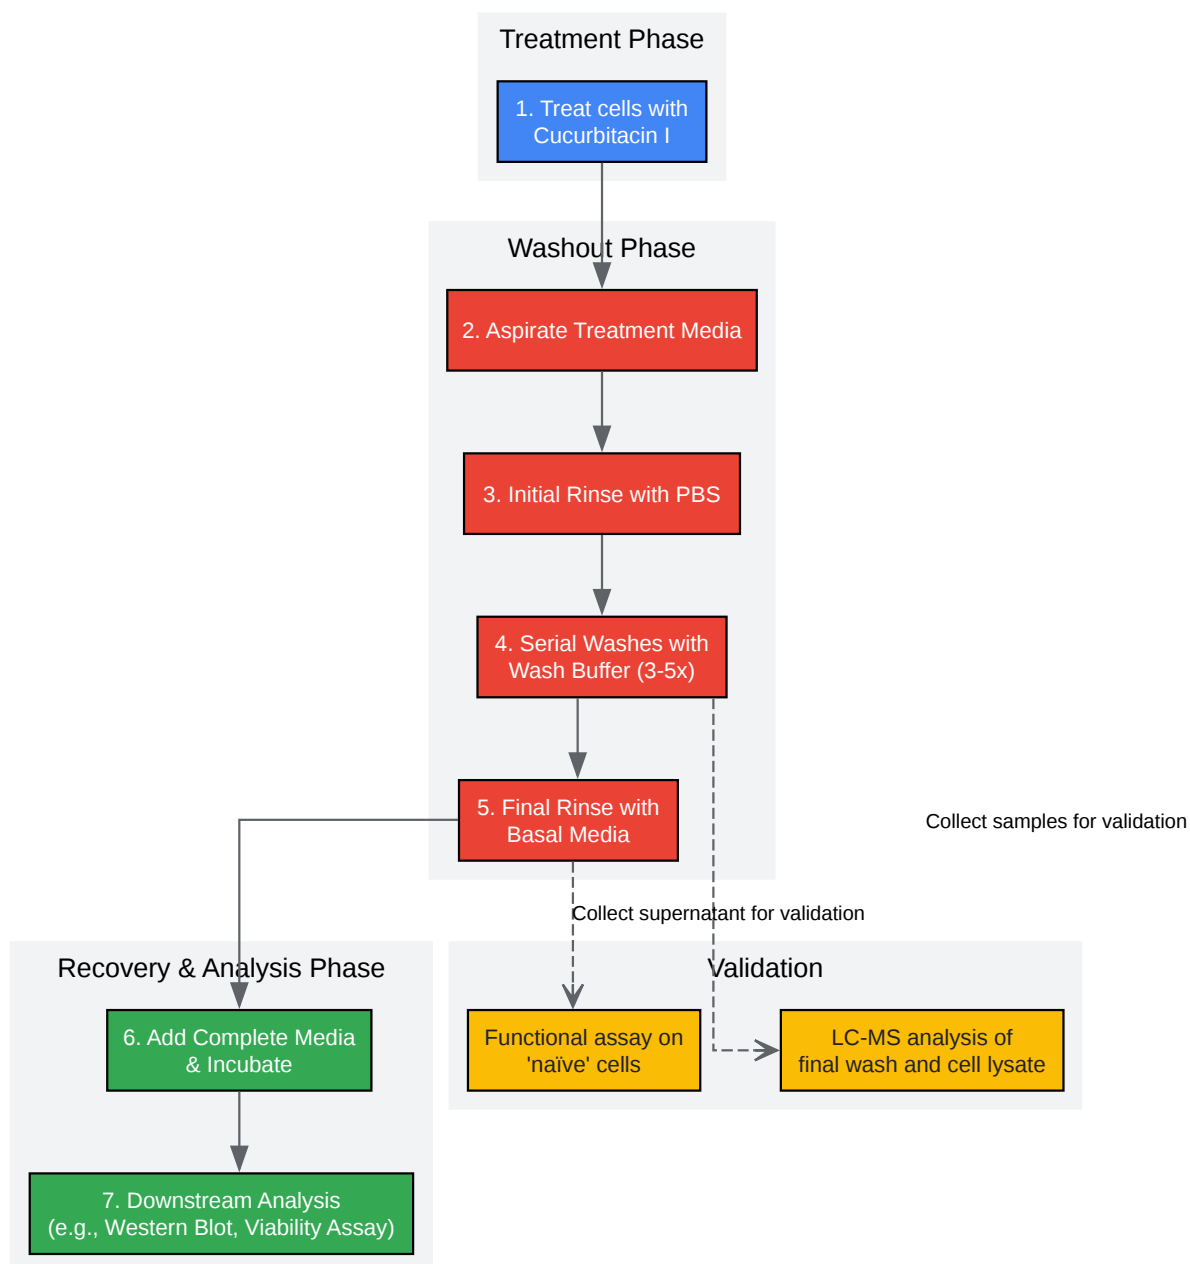 Treatment Phase
1. Treat cells with
Cucurbitacin I
Washout Phase
2. Aspirate Treatment Media
3. Initial Rinse with PBS
4. Serial Washes with
Wash Buffer (3-5x)
5. Final Rinse with
Basal Media
Collect samples for validation
Collect supernatant for validation
Recovery & Analysis Phase
6. Add Complete Media
& Incubate
7. Downstream Analysis
(e.g., Western Blot, Viability Assay)
Validation
Functional assay on
'naïve' cells
LC-MS analysis of
final wash and cell lysate